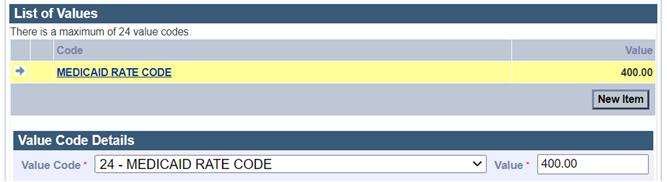 List of Values
There is a maximum of 24 value codes.
Code Value
MEDICAID RATE CODE 400.00
New Item
Value Code Details
Value Code * 24 - MEDICAID RATE CODE Value * 400.00